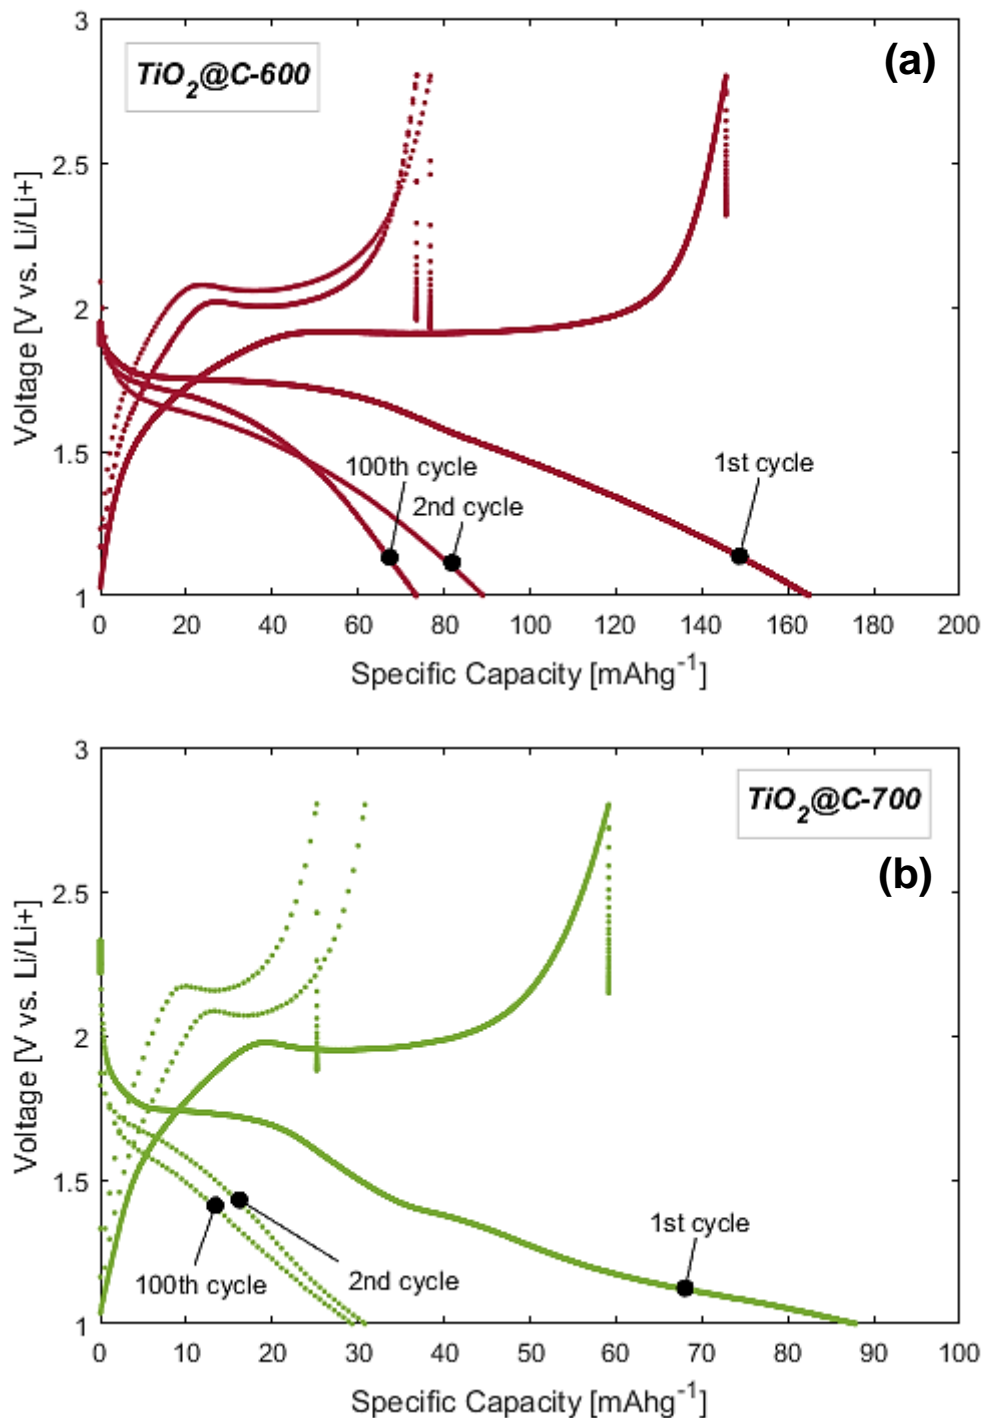 3
(a)
TiO2@C-600
2.5
Voltage [V vs. Li/Li+]
2
1.5
100th cycle
1st cycle
2nd cycle
1
0 20 40 60 80 100 120 140 160 180 200
Specific Capacity [mAhg-1]
3
TiO2@C-700
(b)
2.5
Voltage [V vs. Li/Li+]
2
1.5
1st cycle
100th cycle
2nd cycle
1
0 10 20 30 40 50 60 70 80 90 100
Specific Capacity [mAhg-1]